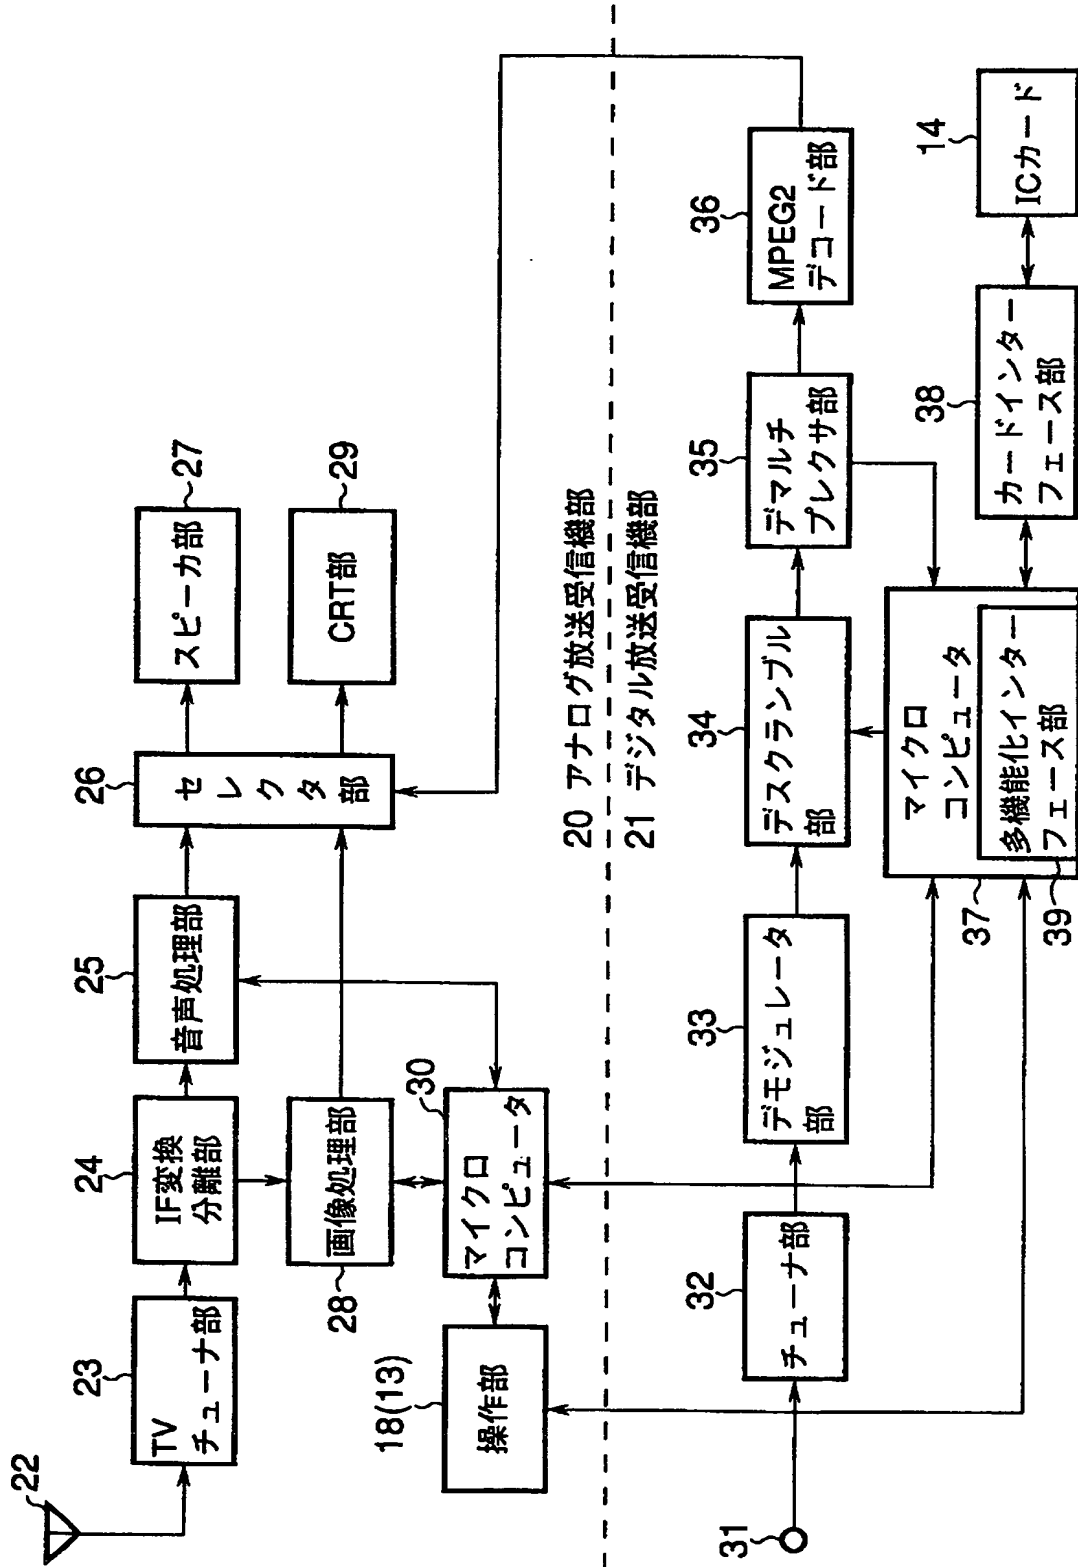 22
23
TV
チューナ部
24
IF変換
分離部
25
音声処理部
26
セレクタ部
スピーカ部
27
28
画像処理部
CRT部
29
18(13)
操作部
30
マイクロ
コンピュータ
20 アナログ放送受信機部
21 デジタル放送受信機部
31
32
チューナ部
33
デモジュレータ
部
34
デスクランブル
部
35
デマルチ
プレクサ部
36
MPEG2
デコード部
37
マイクロ
コンピュータ
39
多機能化インター
フェース部
38
カードインター
フェース部
14
ICカード